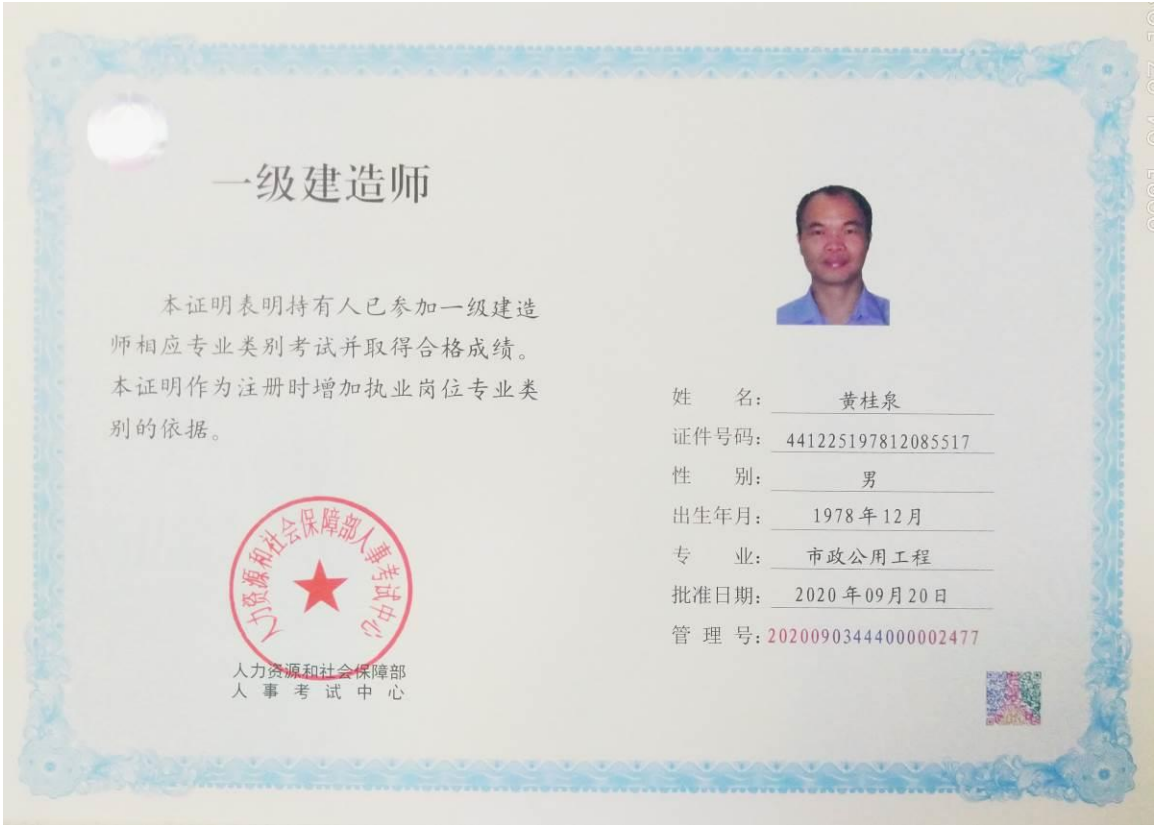 一级建造师
本证明表明持有人已参加一级建造
师相应专业类别考试并取得合格成绩。
本证明作为注册时增加执业岗位专业类
别的依据。
人力资源和社会保障部人事考试中心
人力资源和社会保障部
人事考试中心
姓 名： 黄桂泉
证件号码： 441225197812085517
性 别： 男
出生年月： 1978年12月
专 业： 市政公用工程
批准日期： 2020年09月20日
管 理 号： 20200903444000002477